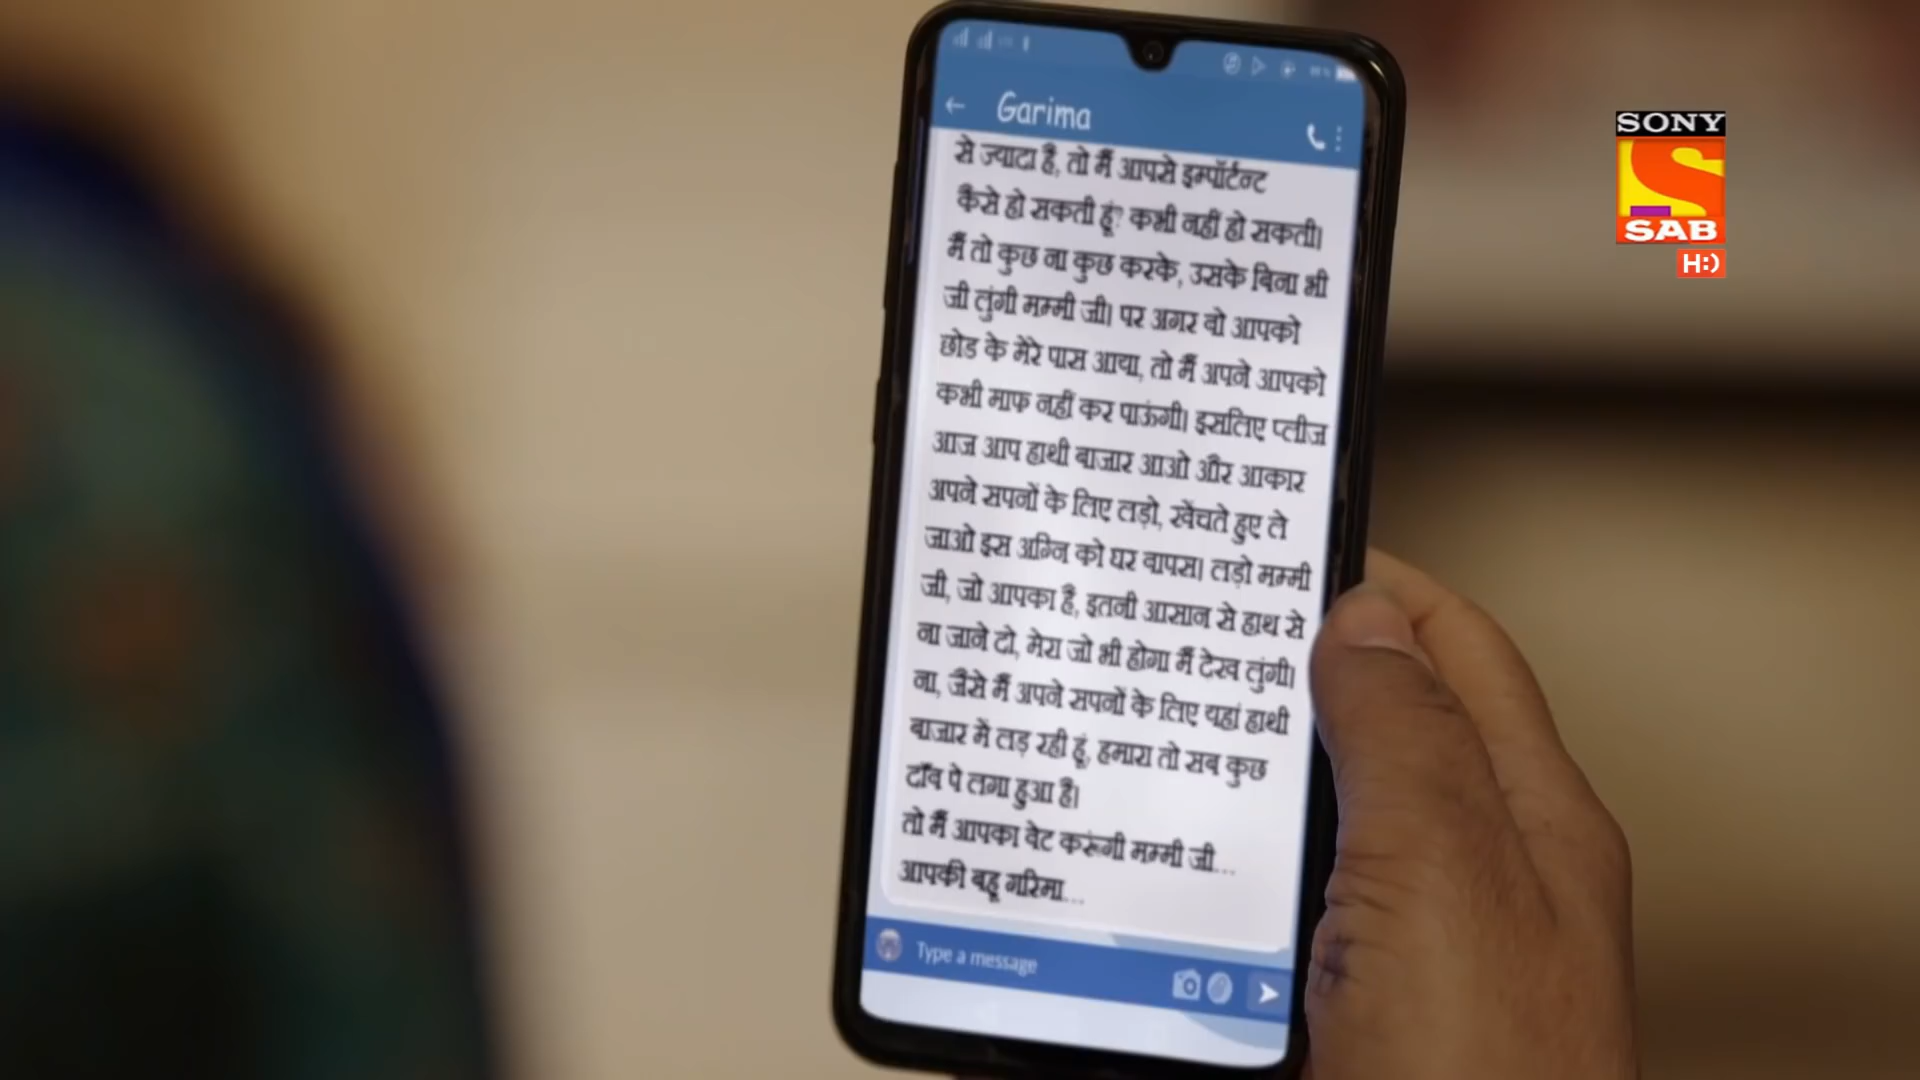 Garima
से ज्यादा है, तो मैं आपसे इम्पॉर्टेन्ट
कैसे हो सकती हूं? कभी नहीं हो सकती।
मैं तो कुछ ना कुछ करके, उसके बिना भी
जी लुंगी मम्मी जी। पर अगर वो आपको
छोड के मेरे पास आया, तो मैं अपने आपको
कभी माफ नहीं कर पाऊंगी। इसलिए प्लीज
आज आप हाथी बाजार आओ और आकार
अपने सपनों के लिए लड़ो, खेंचते हुए ले
जाओ इस अग्नि को घर वापस। लड़ो मम्मी
जी, जो आपका है, इतनी आसान से हाथ से
ना जाने दो, मेरा जो भी होगा मैं देख लुंगी।
ना, जैसे मैं अपने सपनों के लिए यहां हाथी
बाजार में लड़ रही हूं, हमारा तो सब कुछ
दाँव पे लगा हुआ है।
तो मैं आपका वेट करूंगी मम्मी जी...
आपकी बहू गरिमा...
Type a message
SONY
SAB
H:)